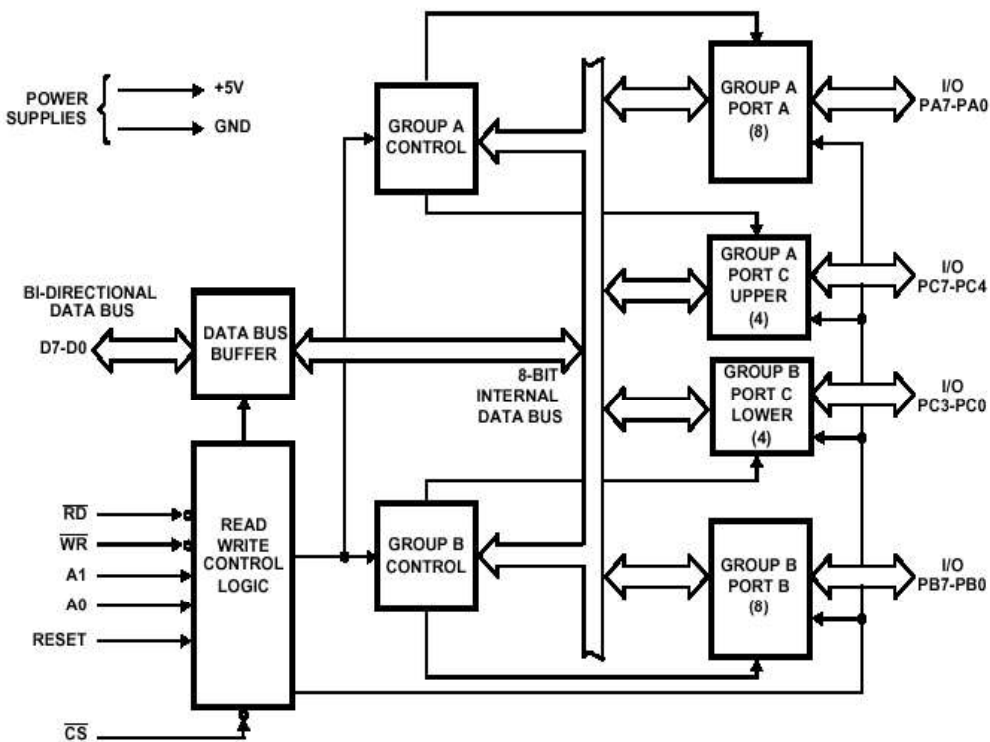 POWER
SUPPLIES
+5V
GND
GROUP A
CONTROL
GROUP A
PORT A
(8)
I/O
PA7-PA0
GROUP A
PORT C
UPPER
(4)
I/O
PC7-PC4
BI-DIRECTIONAL
DATA BUS
D7-D0
DATA BUS
BUFFER
8-BIT
INTERNAL
DATA BUS
GROUP B
PORT C
LOWER
(4)
I/O
PC3-PC0
RD
WR
A1
A0
RESET
CS
READ
WRITE
CONTROL
LOGIC
GROUP B
CONTROL
GROUP B
PORT B
(8)
I/O
PB7-PB0